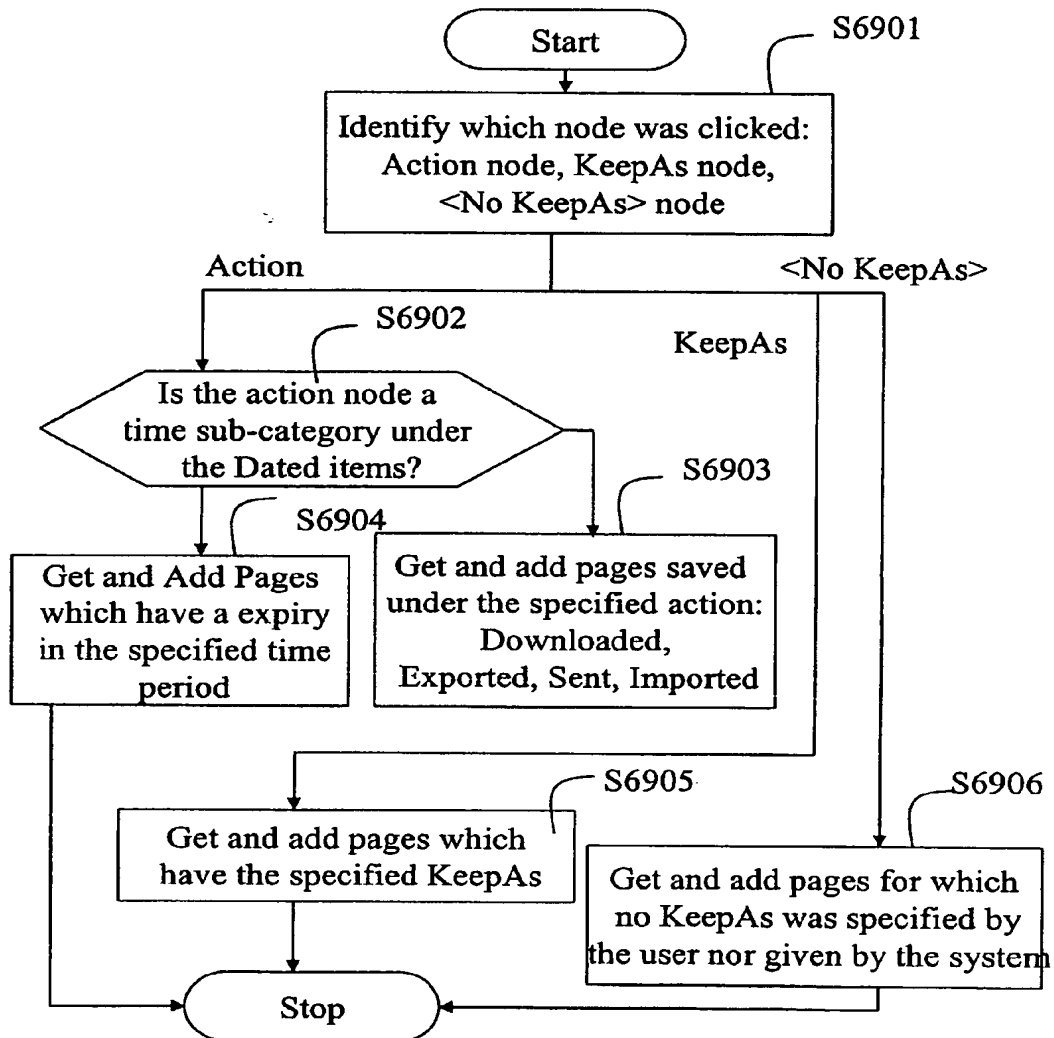 Start
S6901
Identify which node was clicked:
Action node, KeepAs node,
<No KeepAs> node
Action
<No KeepAs>
KeepAs
S6902
Is the action node a
time sub-category under
the Dated items?
S6903
S6904
Get and Add Pages
which have a expiry
in the specified time
period
Get and add pages saved
under the specified action:
Downloaded,
Exported, Sent, Imported
S6905
Get and add pages which
have the specified KeepAs
S6906
Get and add pages for which
no KeepAs was specified by
the user nor given by the system
Stop